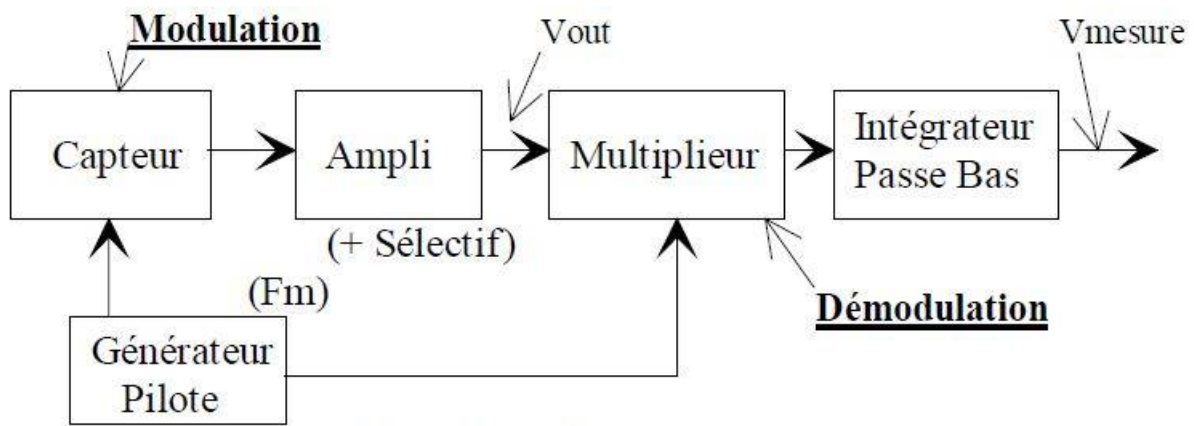 Modulation
Vout
Vmesure
Capteur
Ampli
Multiplieur
Intégrateur
Passe Bas
(+ Sélectif)
(Fm)
Démodulation
Générateur
Pilote